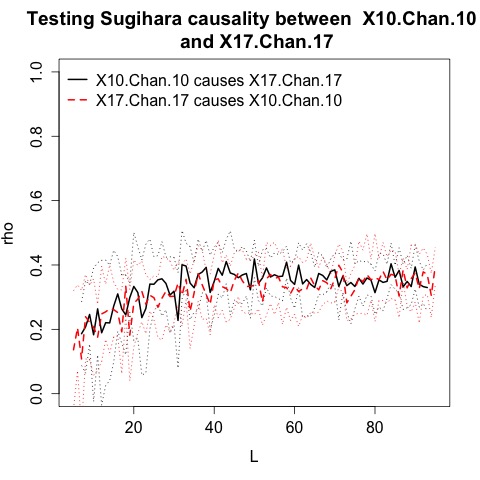 Testing Sugihara causality between X10.Chan.10
and X17.Chan.17
X10.Chan.10 causes X17.Chan.17
X17.Chan.17 causes X10.Chan.10
rho
1.0
0.8
0.6
0.4
0.2
0.0
20 40 60 80
L